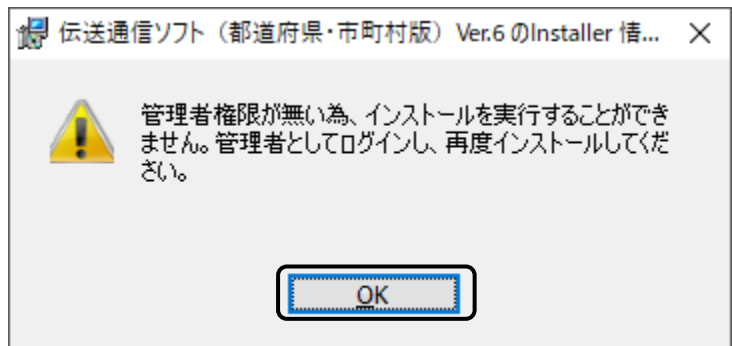 伝送通信ソフト（都道府県・市町村版）Ver.6 のInstaller 情...
管理者権限が無い為、インストールを実行することができ
ません。管理者としてログインし、再度インストールしてくだ
さい。
OK